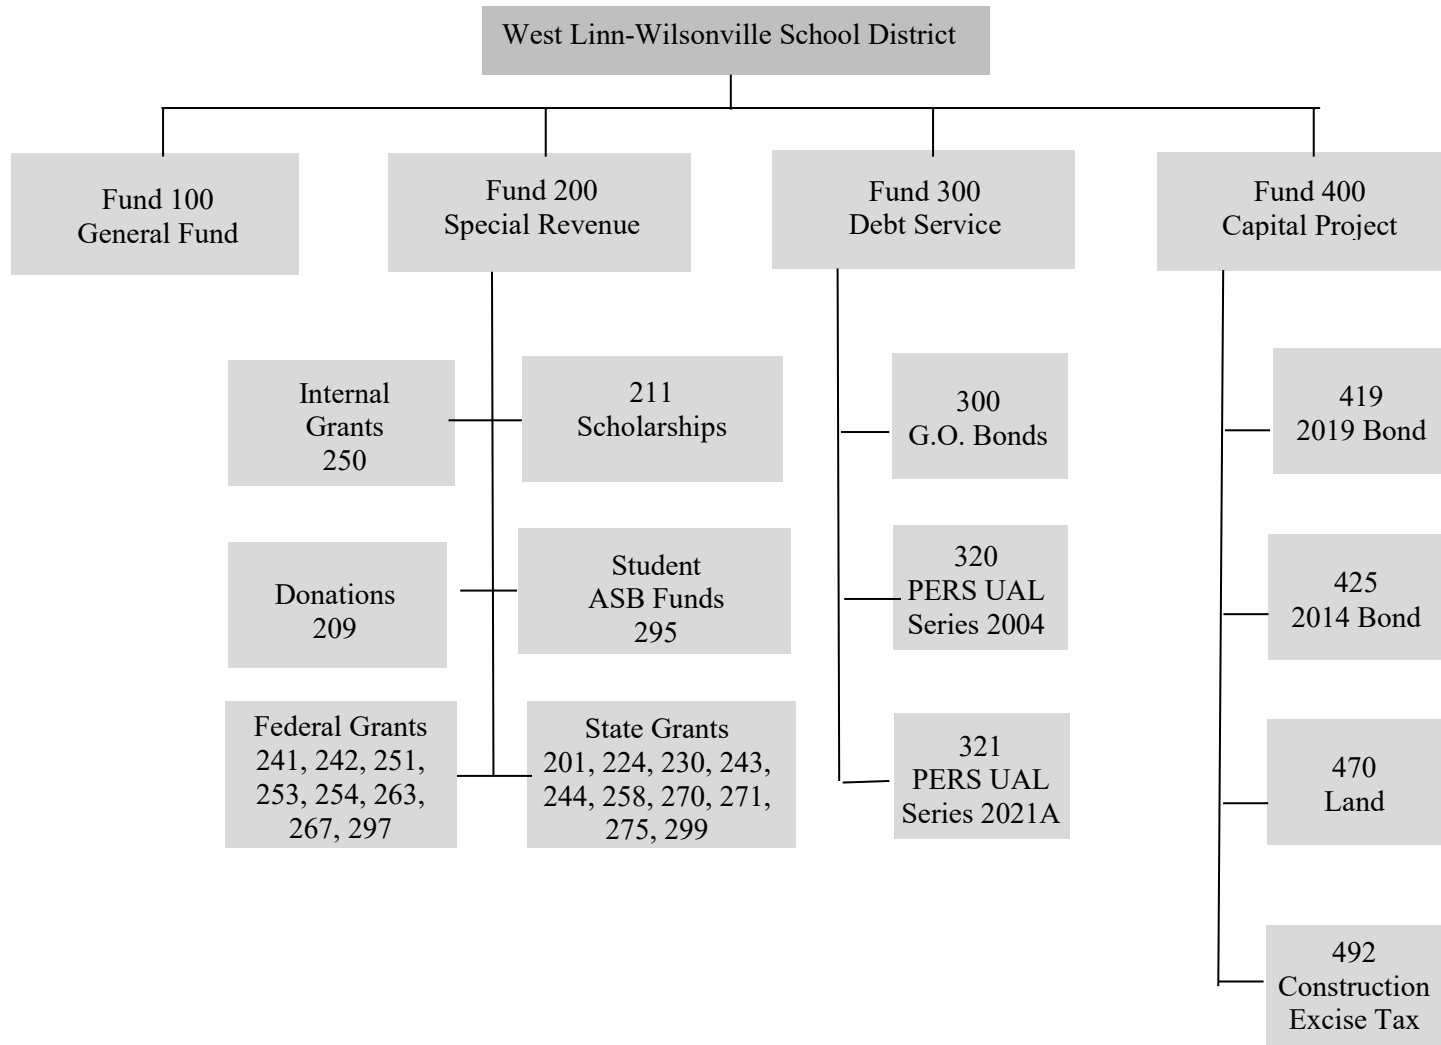 West Linn-Wilsonville School District
Fund 100
General Fund
Fund 200
Special Revenue
Fund 300
Debt Service
Fund 400
Capital Project
Internal
Grants
250
211
Scholarships
300
G.O. Bonds
419
2019 Bond
Donations
209
Student
ASB Funds
295
320
PERS UAL
Series 2004
425
2014 Bond
Federal Grants
241, 242, 251,
253, 254, 263,
267, 297
State Grants
201, 224, 230, 243,
244, 258, 270, 271,
275, 299
321
PERS UAL
Series 2021A
470
Land
492
Construction
Excise Tax